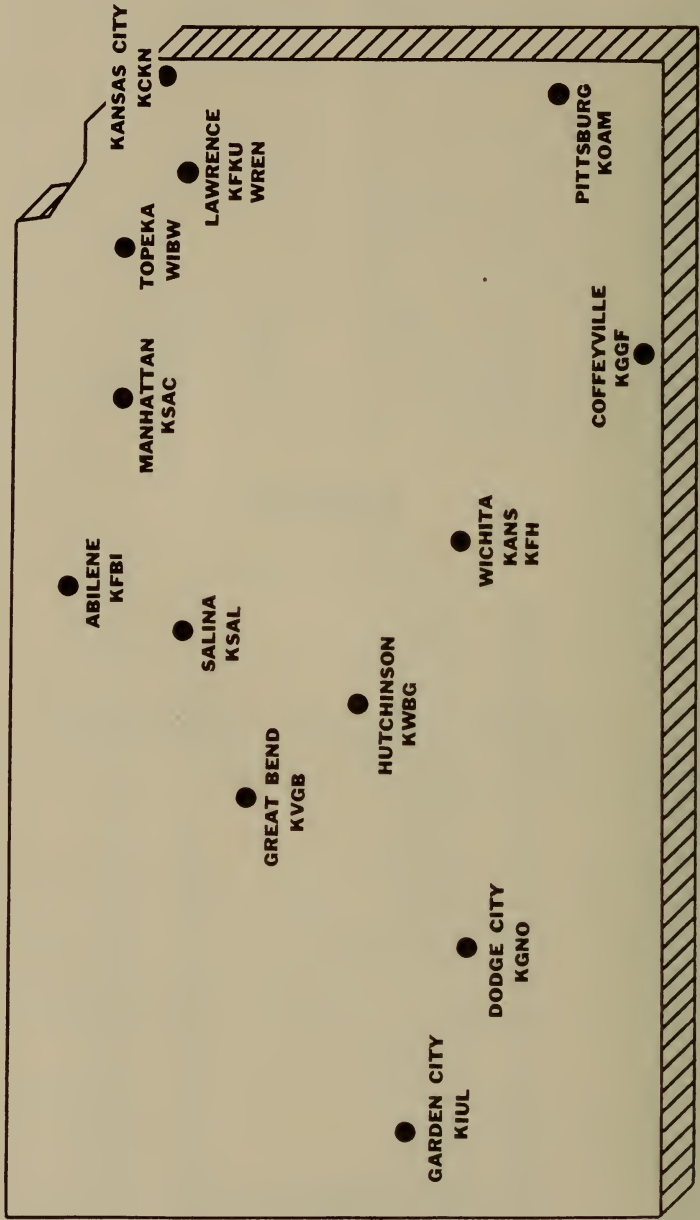 KANSAS CITY
KCKN
LAWRENCE
KFKU
WREN
TOPEKA
WIBW
MANHATTAN
KSAC
ABILENE
KFBI
SALINA
KSAL
GREAT BEND
KVGB
HUTCHINSON
KWBG
WICHITA
KANS
KFH
PITTSBURG
KOAM
COFFEYVILLE
KGGF
DODGE CITY
KGNO
GARDEN CITY
KIUL